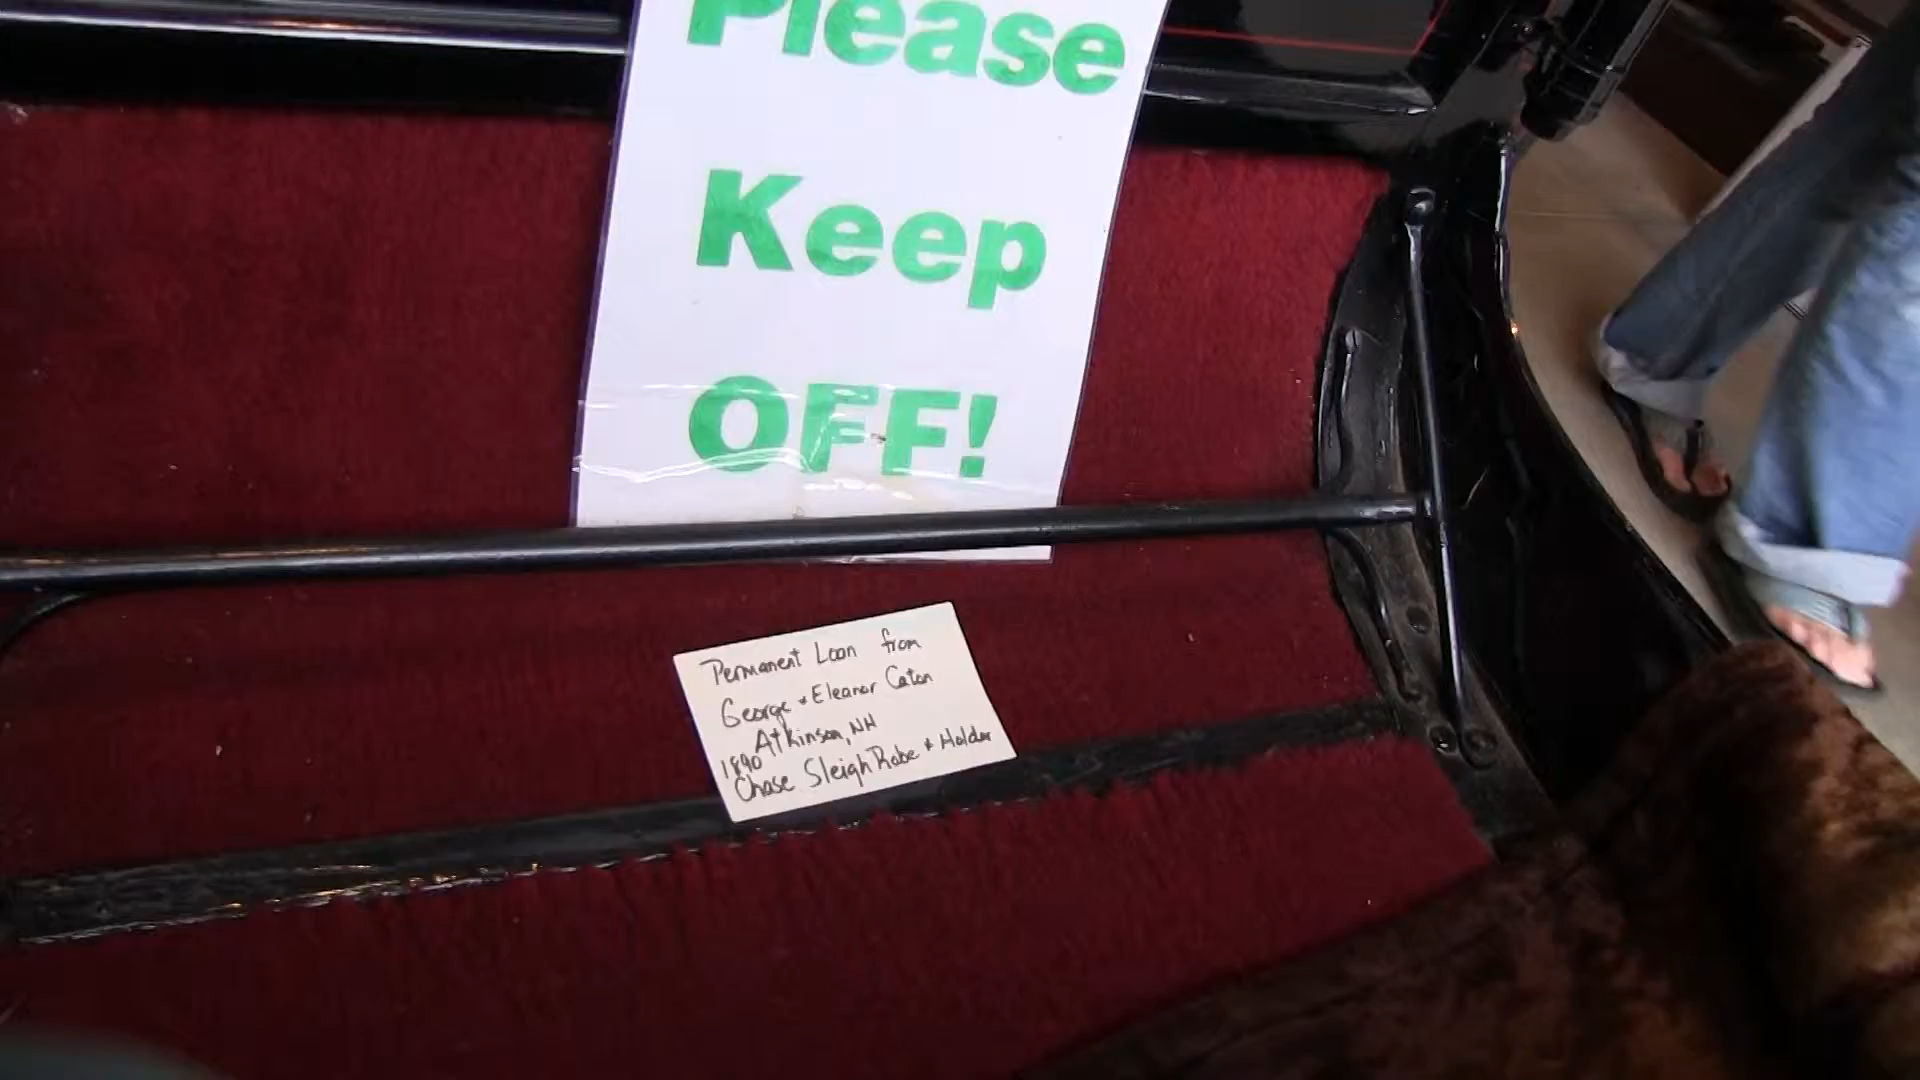 Please
Keep
OFF!
Permanent Loan from
George + Eleanor Caton
Atkinson, NH
1890
Chase Sleigh Robe + Holder